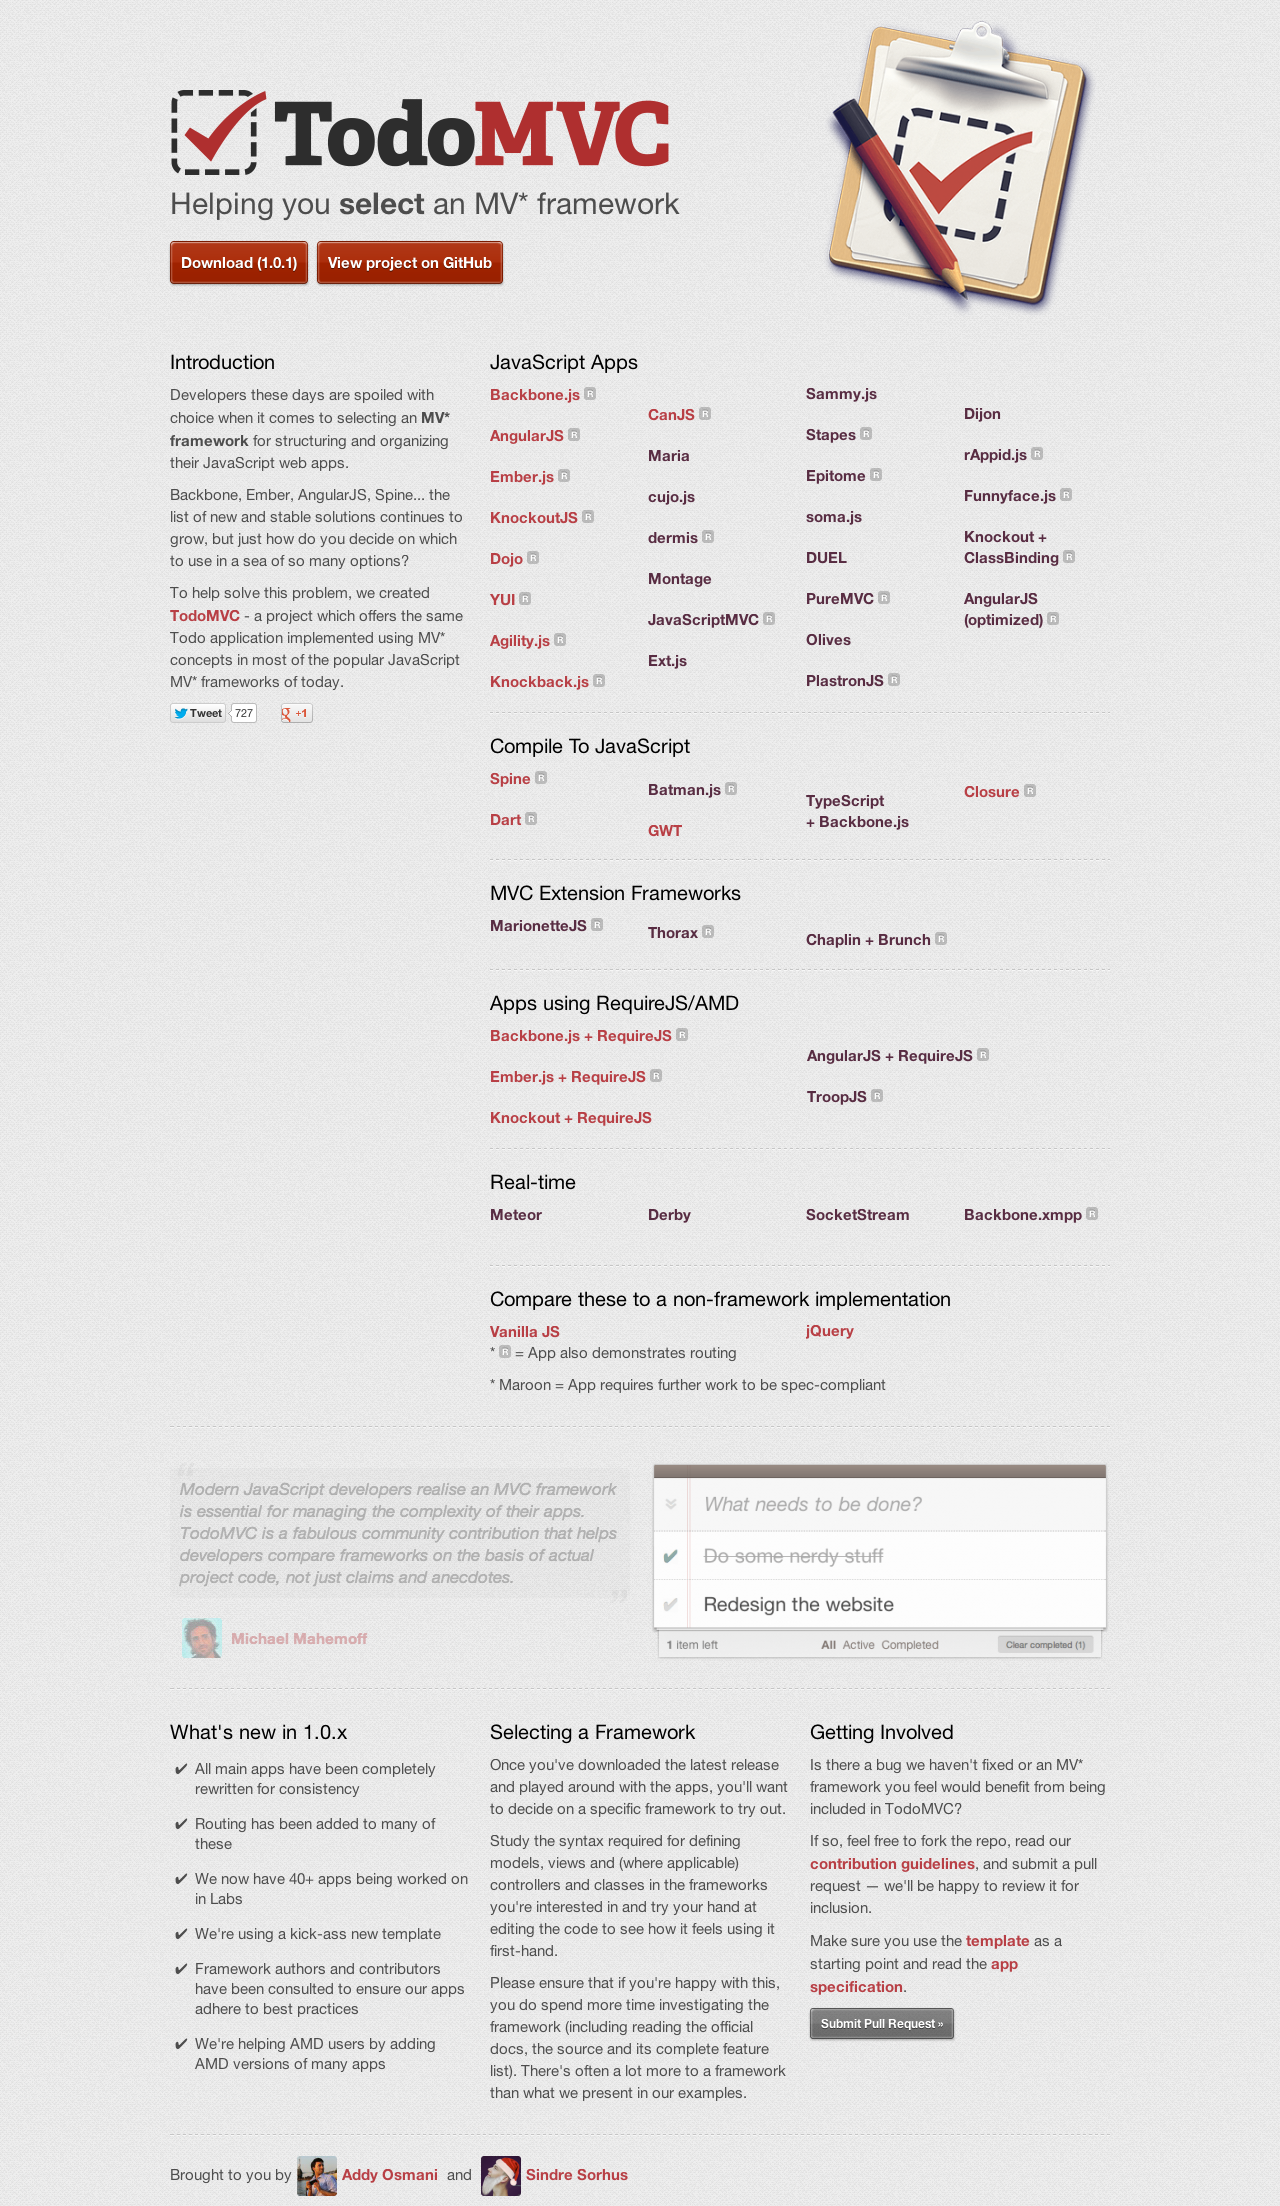 TodoMVC
Helping you select an MV* framework
Download (1.0.1)
View project on GitHub
Introduction
Developers these days are spoiled with
choice when it comes to selecting an MV*
framework for structuring and organizing
their JavaScript web apps.
Backbone, Ember, AngularJS, Spine... the
list of new and stable solutions continues to
grow, but just how do you decide on which
to use in a sea of so many options?
To help solve this problem, we created
TodoMVC - a project which offers the same
Todo application implemented using MV*
concepts in most of the popular JavaScript
MV* frameworks of today.
Tweet
727
g +1
JavaScript Apps
Backbone.js R
AngularJS R
Ember.js R
KnockoutJS R
Dojo R
YUI R
Agility.js R
Knockback.js R
CanJS R
Maria
cujo.js
dermis R
Montage
JavaScriptMVC R
Ext.js
Sammy.js
Stapes R
Epitome R
soma.js
DUEL
PureMVC R
Olives
PlastronJS R
Dijon
rAppid.js R
Funnyface.js R
Knockout +
ClassBinding R
AngularJS
(optimized) R
Compile To JavaScript
Spine R
Dart R
Batman.js R
GWT
TypeScript
+ Backbone.js
Closure R
MVC Extension Frameworks
MarionetteJS R
Thorax R
Chaplin + Brunch R
Apps using RequireJS/AMD
Backbone.js + RequireJS R
Ember.js + RequireJS R
Knockout + RequireJS
AngularJS + RequireJS R
TroopJS R
Real-time
Meteor
Derby
SocketStream
Backbone.xmpp R
Compare these to a non-framework implementation
Vanilla JS
jQuery
* R = App also demonstrates routing
* Maroon = App requires further work to be spec-compliant
“
Modern JavaScript developers realise an MVC framework
is essential for managing the complexity of their apps.
TodoMVC is a fabulous community contribution that helps
developers compare frameworks on the basis of actual
project code, not just claims and anecdotes.
”
Michael Mahemoff
What needs to be done?
Do some nerdy stuff
Redesign the website
1 item left
All Active Completed
Clear completed (1)
What's new in 1.0.x
✔ All main apps have been completely
rewritten for consistency
✔ Routing has been added to many of
these
✔ We now have 40+ apps being worked on
in Labs
✔ We're using a kick-ass new template
✔ Framework authors and contributors
have been consulted to ensure our apps
adhere to best practices
✔ We're helping AMD users by adding
AMD versions of many apps
Selecting a Framework
Once you've downloaded the latest release
and played around with the apps, you'll want
to decide on a specific framework to try out.
Study the syntax required for defining
models, views and (where applicable)
controllers and classes in the frameworks
you're interested in and try your hand at
editing the code to see how it feels using it
first-hand.
Please ensure that if you're happy with this,
you do spend more time investigating the
framework (including reading the official
docs, the source and its complete feature
list). There's often a lot more to a framework
than what we present in our examples.
Getting Involved
Is there a bug we haven't fixed or an MV*
framework you feel would benefit from being
included in TodoMVC?
If so, feel free to fork the repo, read our
contribution guidelines, and submit a pull
request — we'll be happy to review it for
inclusion.
Make sure you use the template as a
starting point and read the app
specification.
Submit Pull Request »
Brought to you by Addy Osmani and Sindre Sorhus